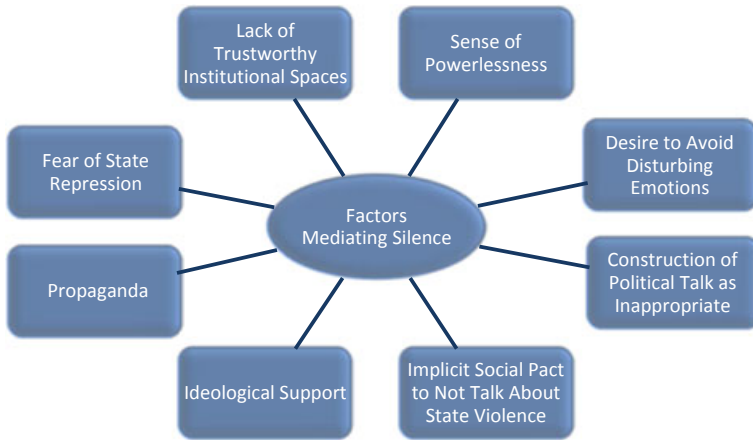 Lack of
Trustworthy
Institutional Spaces
Sense of
Powerlessness
Fear of State
Repression
Desire to Avoid
Disturbing
Emotions
Factors
Mediating Silence
Propaganda
Construction of
Political Talk as
Inappropriate
Ideological Support
Implicit Social Pact
to Not Talk About
State Violence